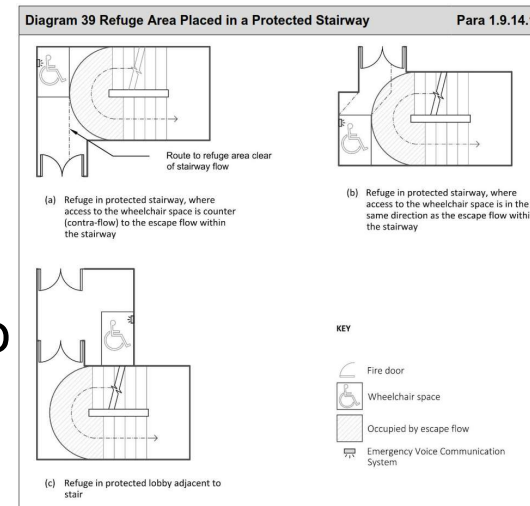 Diagram 39 Refuge Area Placed in a Protected Stairway
Para 1.9.14.
Route to refuge area clear
of stairway flow
(a) Refuge in protected stairway, where
access to the wheelchair space is counter
(contra-flow) to the escape flow within
the stairway
(b) Refuge in protected stairway, where
access to the wheelchair space is in the
same direction as the escape flow withi
the stairway
(c) Refuge in protected lobby adjacent to
stair
KEY
Fire door
Wheelchair space
Occupied by escape flow
Emergency Voice Communication
System